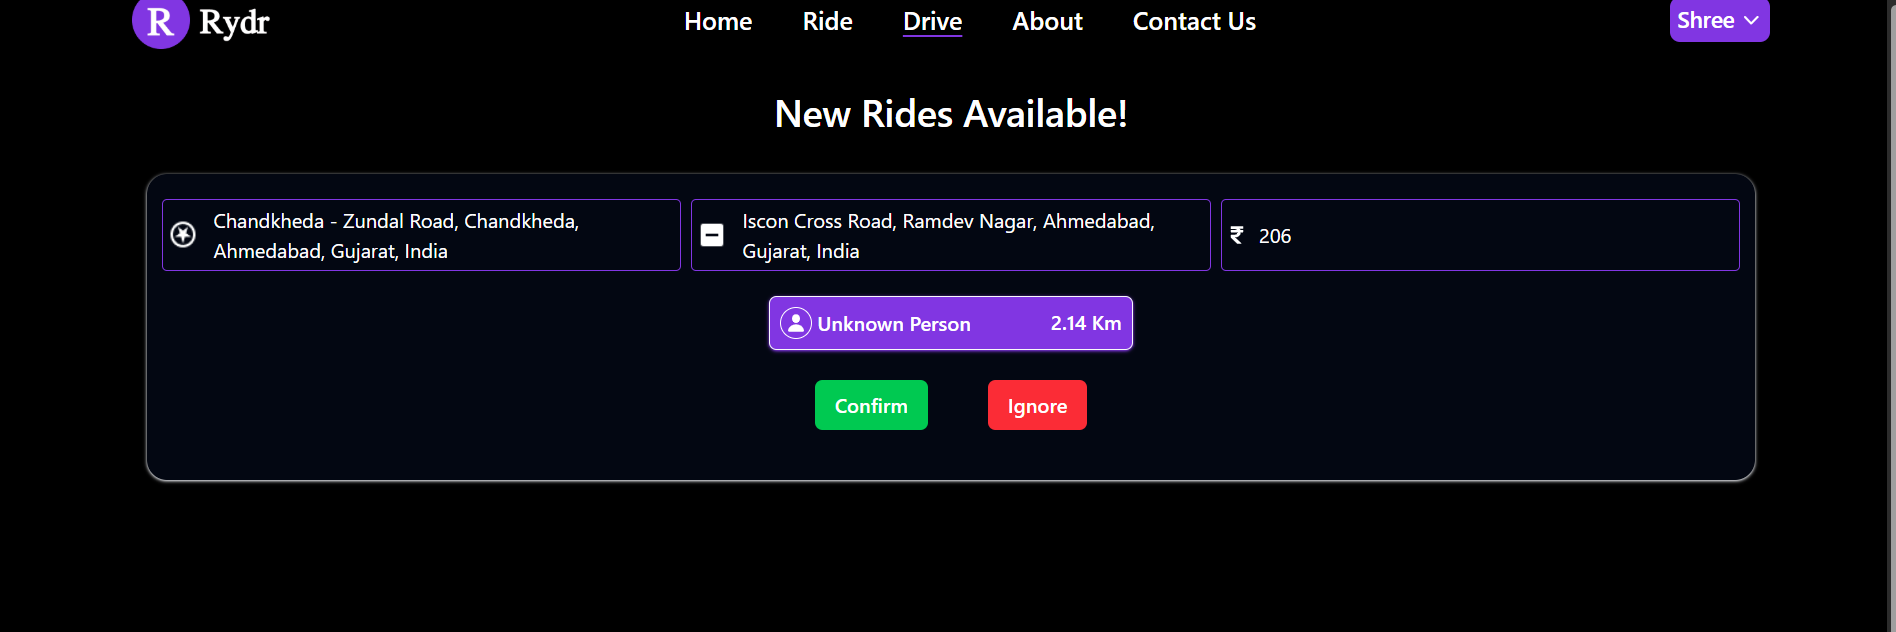 R Rydr
Home Ride Drive About Contact Us
Shree
New Rides Available!
Chandkheda - Zundal Road, Chandkheda,
Ahmedabad, Gujarat, India
Iscon Cross Road, Ramdev Nagar, Ahmedabad,
Gujarat, India
₹ 206
Unknown Person 2.14 Km
Confirm Ignore